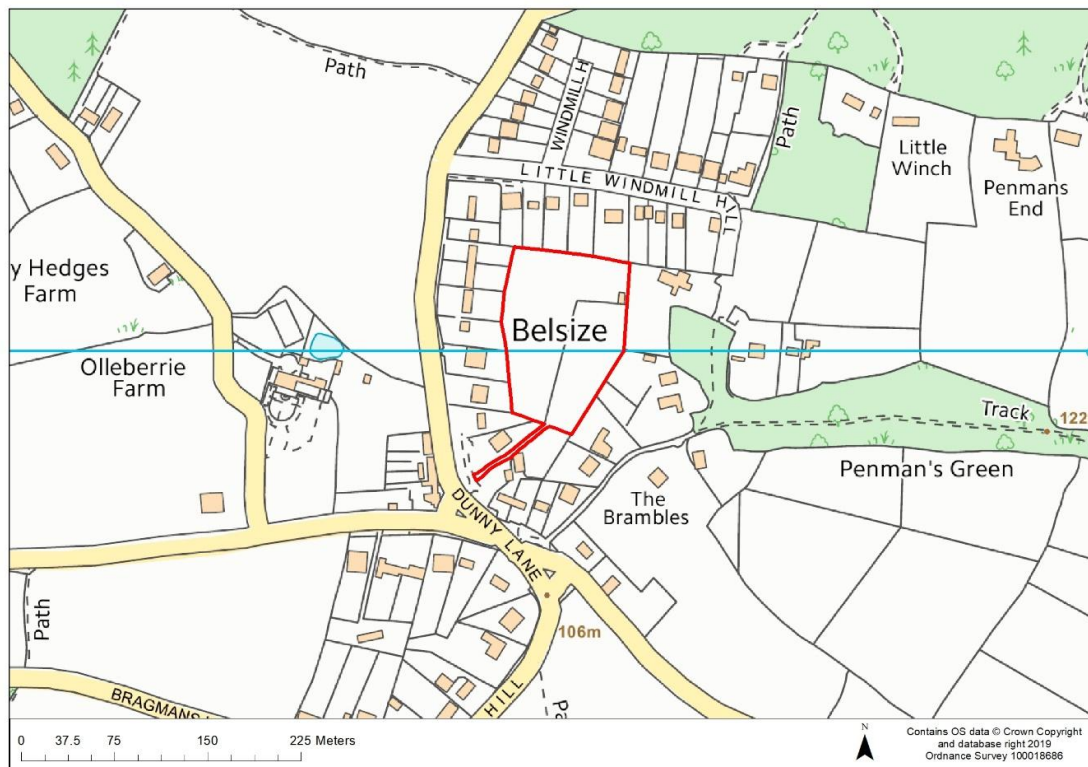 Path
WINDMILL H
Path
LITTLE WINDMILL HILL
Little
Winch
Penmans
End
y Hedges
Farm
Belsize
Olleberrie
Farm
Track
122
Penman's Green
The
Brambles
DUNNY LANE
Path
106m
HILL
Pa
BRAGMANS
0 37.5 75 150 225 Meters
N
Contains OS data © Crown Copyright
and database right 2019
Ordnance Survey 100018686